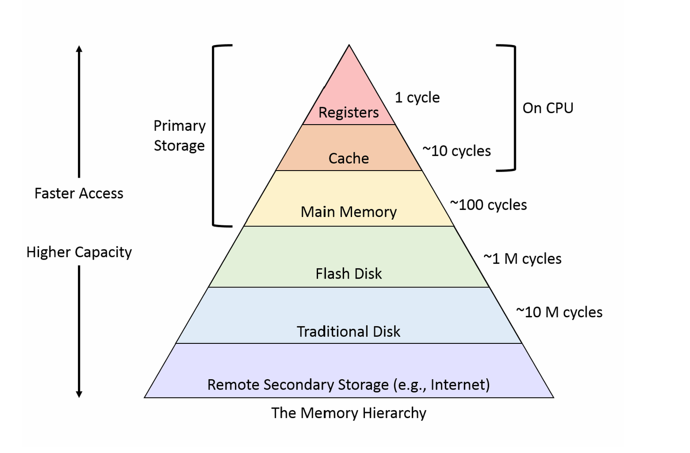 Registers
1 cycle
On CPU
Primary
Storage
Cache
~10 cycles
Faster Access
Main Memory
~100 cycles
Higher Capacity
Flash Disk
~1 M cycles
Traditional Disk
~10 M cycles
Remote Secondary Storage (e.g., Internet)
The Memory Hierarchy